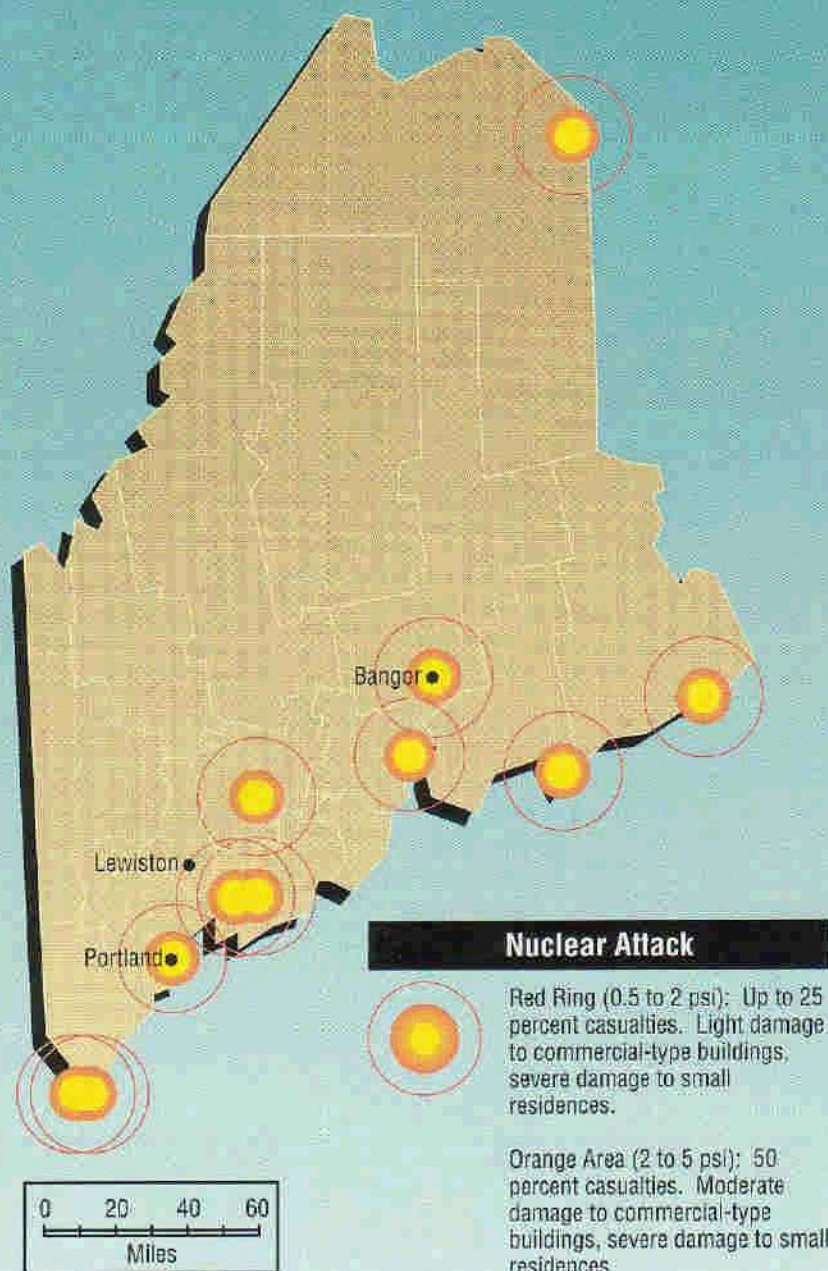 Bangor
Lewiston
Portland
Nuclear Attack
Red Ring (0.5 to 2 psi): Up to 25
percent casualties. Light damage
to commercial-type buildings,
severe damage to small
residences.
Orange Area (2 to 5 psi): 50
percent casualties. Moderate
damage to commercial-type
buildings, severe damage to small
residences.
0 20 40 60
Miles